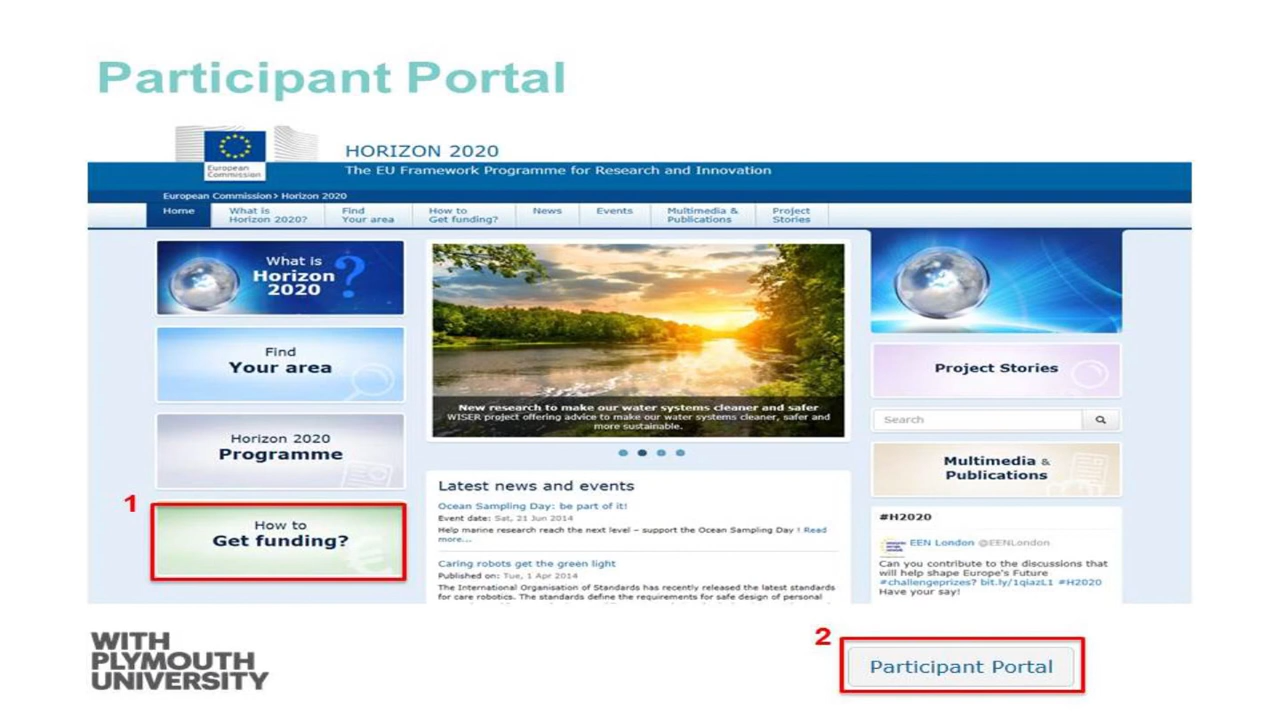 Participant Portal
European
Commission
HORIZON 2020
The EU Framework Programme for Research and Innovation
European Commission > Horizon 2020
Home
What is
Horizon 2020?
Find
Your area
How to
Get funding?
News
Events
Multimedia &
Publications
Project
Stories
What is
Horizon
2020
?
Find
Your area
Horizon 2020
Programme
1
How to
Get funding?
New research to make our water systems cleaner and safer
WISER project offering advice to make our water systems cleaner, safer and
more sustainable.
Latest news and events
Ocean Sampling Day: be part of it!
Event date: Sat, 21 Jun 2014
Help marine research reach the next level – support the Ocean Sampling Day ! Read
more...
Caring robots get the green light
Published on: Tue, 1 Apr 2014
The International Organisation of Standards has recently released the latest standards
for care robotics. The standards define the requirements for safe design of personal
Project Stories
Search
Multimedia &
Publications
#H2020
EEN London @EENLondon
Can you contribute to the discussions that
will help shape Europe's Future
#challengeprizes? bit.ly/1qiazL1 #H2020
Have your say!
WITH
PLYMOUTH
UNIVERSITY
2
Participant Portal